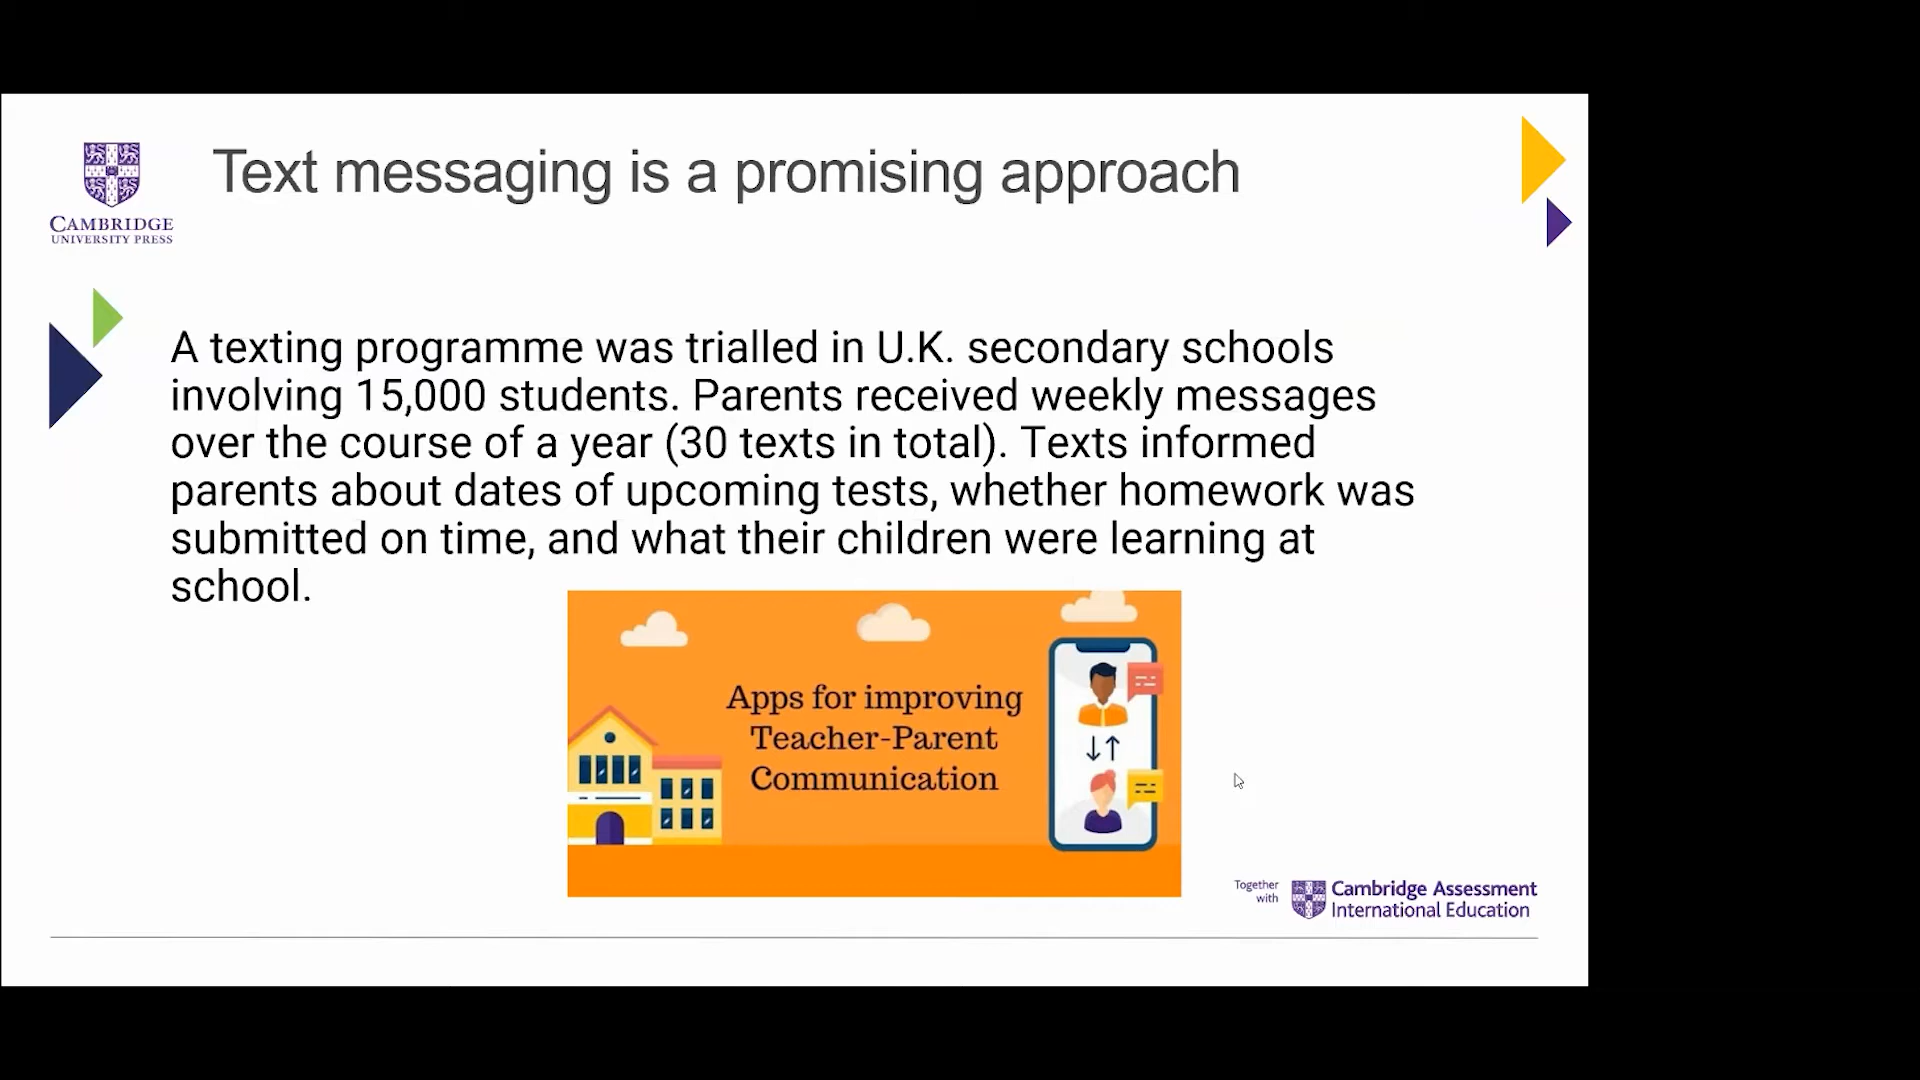 Text messaging is a promising approach
CAMBRIDGE
UNIVERSITY PRESS
A texting programme was trialled in U.K. secondary schools
involving 15,000 students. Parents received weekly messages
over the course of a year (30 texts in total). Texts informed
parents about dates of upcoming tests, whether homework was
submitted on time, and what their children were learning at
school.
Apps for improving
Teacher-Parent
Communication
Together
with
Cambridge Assessment
International Education